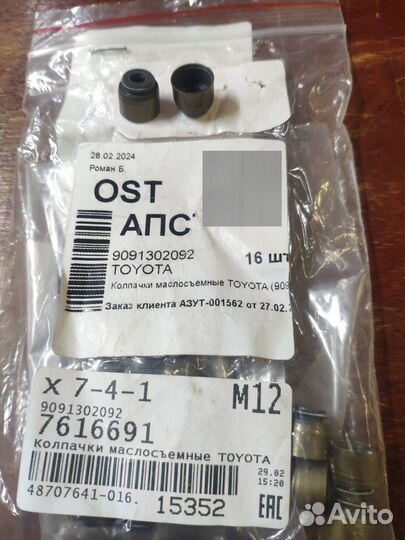 28.02.2024
Роман Б.
OST
АПС
9091302092
16 шт
TOYOTA
Колпачки маслосъемные TOYOTA (909
Заказ клиента АЗУТ-001562 от 27.02.
X 7-4-1
M12
9091302092
7616691
Колпачки маслосъемные TOYOTA
29.02
15:20
48707641-016.
15352
EAC
Avito